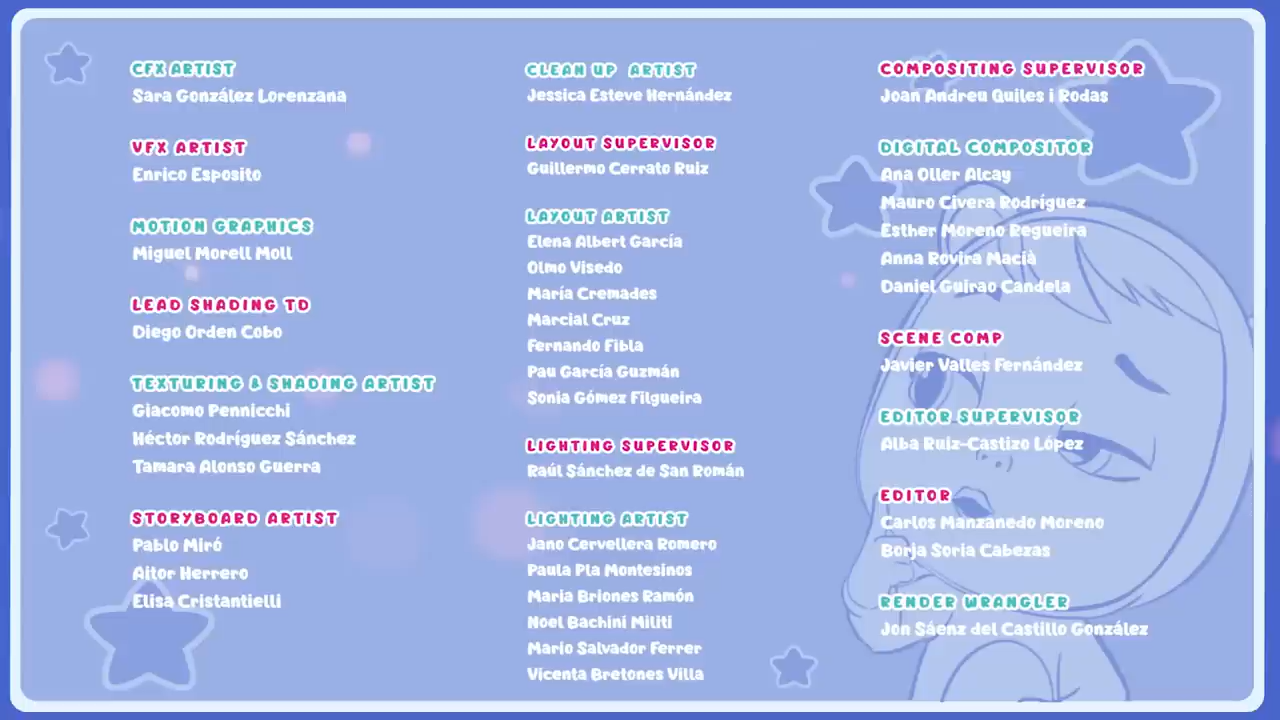 CFX ARTIST
Sara González Lorenzana
VFX ARTIST
Enrico Esposito
MOTION GRAPHICS
Miguel Morell Moll
LEAD SHADING TD
Diego Orden Cobo
TEXTURING & SHADING ARTIST
Giacomo Pennicchi
Héctor Rodríguez Sánchez
Tamara Alonso Guerra
STORYBOARD ARTIST
Pablo Miró
Aitor Herrero
Elisa Cristantielli
CLEAN UP ARTIST
Jessica Esteve Hernández
LAYOUT SUPERVISOR
Guillermo Cerrato Ruiz
LAYOUT ARTIST
Elena Albert García
Olmo Visedo
María Cremades
Marcial Cruz
Fernando Fibla
Pau García Guzmán
Sonia Gómez Filgueira
LIGHTING SUPERVISOR
Raúl Sánchez de San Román
LIGHTING ARTIST
Jano Cervellera Romero
Paula Pla Montesinos
Maria Briones Ramón
Noel Bachini Militi
Mario Salvador Ferrer
Vicenta Bretones Villa
COMPOSITING SUPERVISOR
Joan Andreu Quiles i Rodas
DIGITAL COMPOSITOR
Ana Oller Alcay
Mauro Civera Rodríguez
Esther Moreno Regueira
Anna Rovira Macià
Daniel Guirao Candela
SCENE COMP
Javier Valles Fernández
EDITOR SUPERVISOR
Alba Ruiz-Castizo López
EDITOR
Carlos Manzanedo Moreno
Borja Soria Cabezas
RENDER WRANGLER
Jon Sáenz del Castillo González